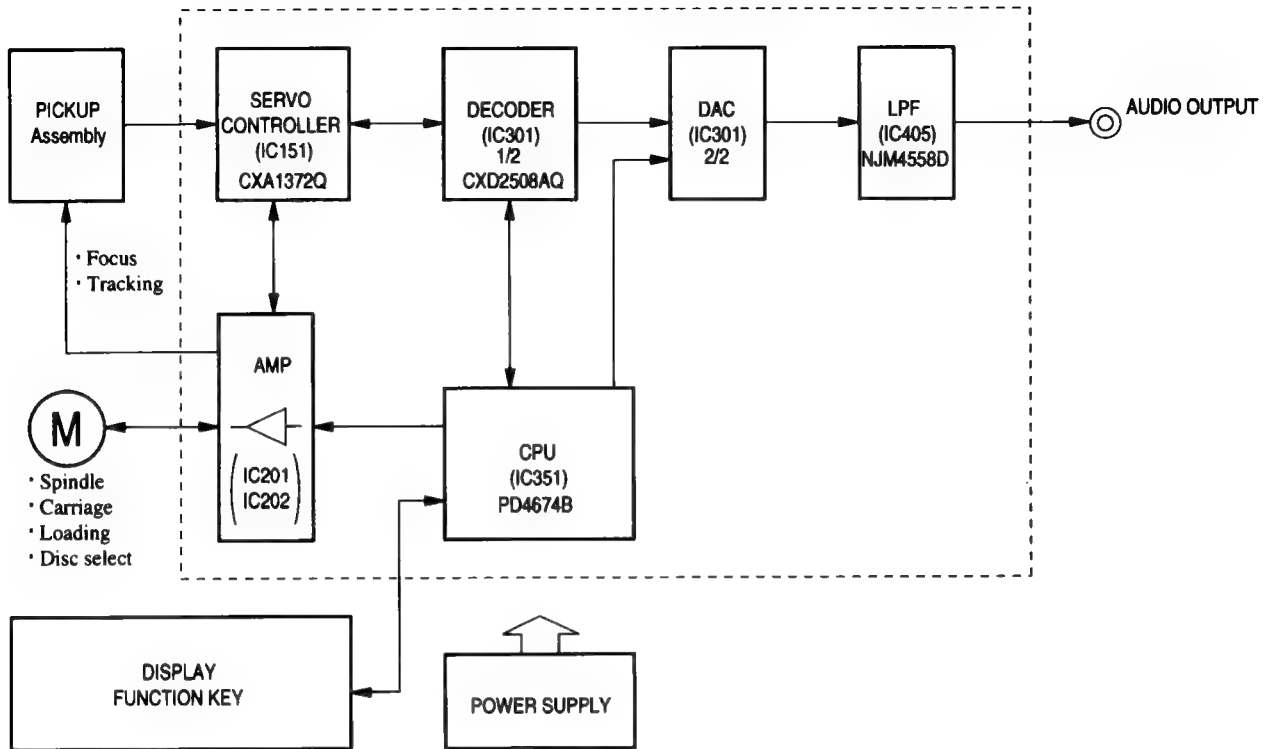 PICKUP
Assembly
SERVO
CONTROLLER
(IC151)
CXA1372Q
DECODER
(IC301)
1/2
CXD2508AQ
DAC
(IC301)
2/2
LPF
(IC405)
NJM4558D
AUDIO OUTPUT
· Focus
· Tracking
AMP
(IC201
IC202)
M
· Spindle
· Carriage
· Loading
· Disc select
CPU
(IC351)
PD4674B
DISPLAY
FUNCTION KEY
POWER SUPPLY